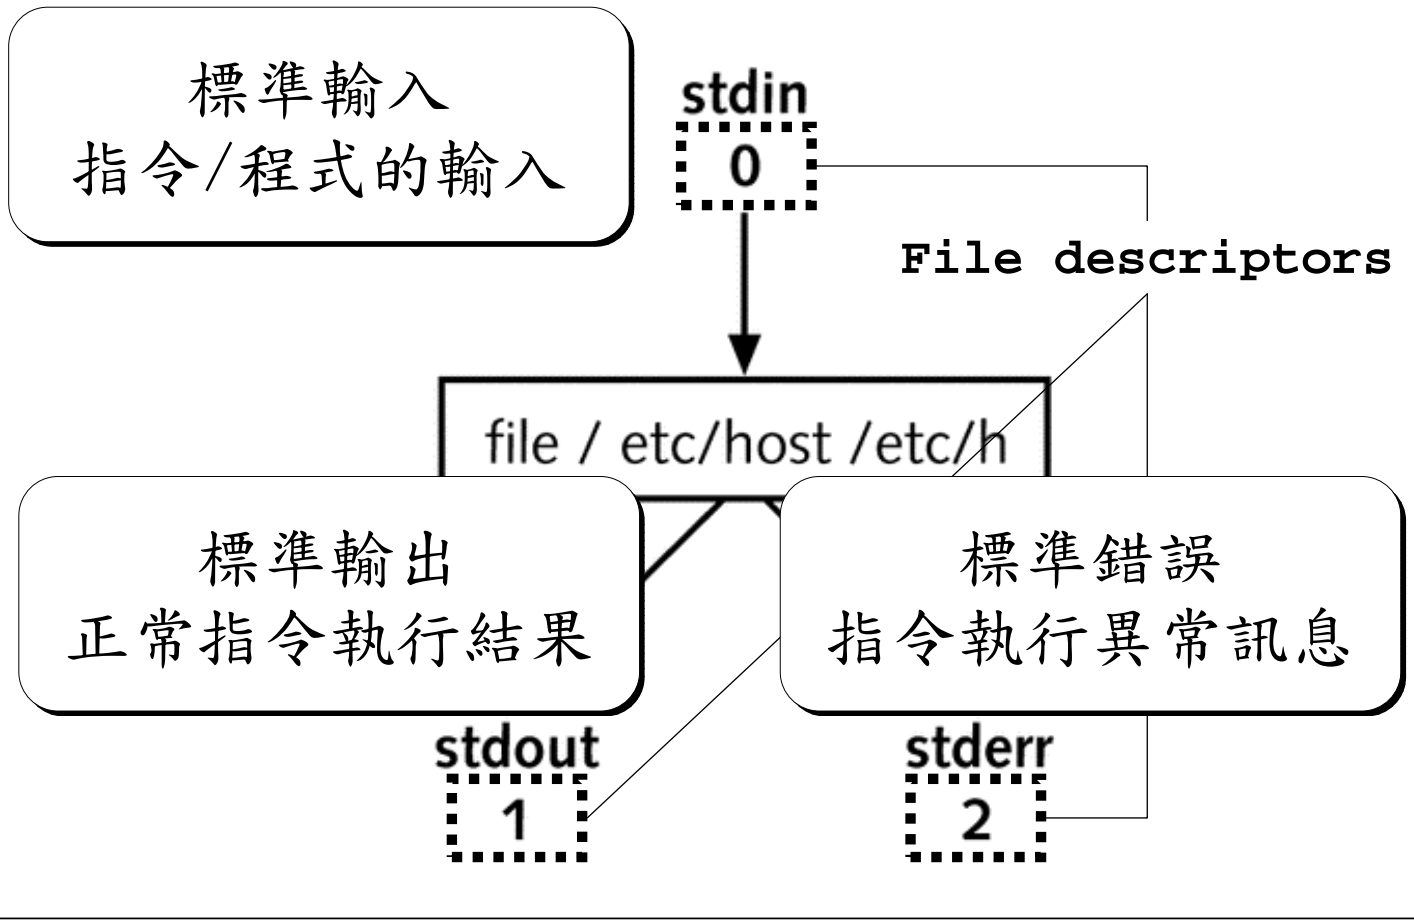 標準輸入
指令/程式的輸入
stdin
0
File descriptors
file / etc/host /etc/h
標準輸出
正常指令執行結果
標準錯誤
指令執行異常訊息
stdout
1
stderr
2